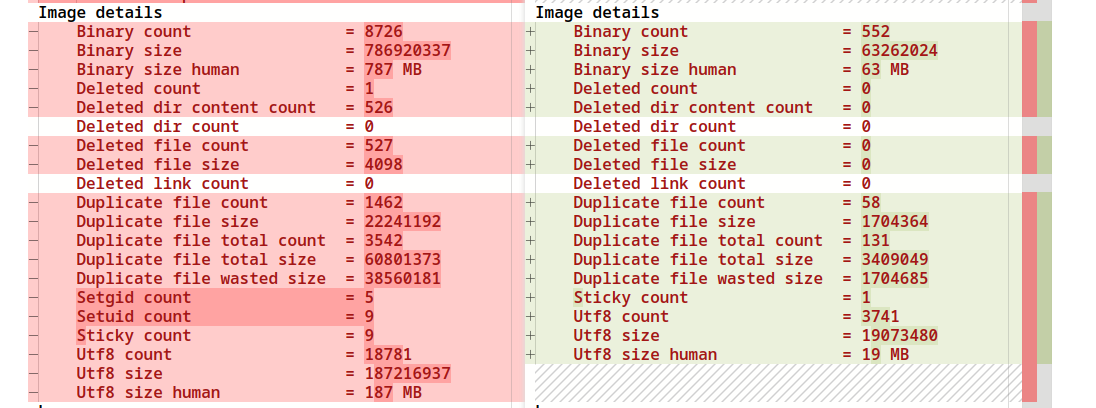 Image details
- Binary count = 8726
- Binary size = 786920337
- Binary size human = 787 MB
- Deleted count = 1
- Deleted dir content count = 526
Deleted dir count = 0
- Deleted file count = 527
- Deleted file size = 4098
Deleted link count = 0
- Duplicate file count = 1462
- Duplicate file size = 22241192
- Duplicate file total count = 3542
- Duplicate file total size = 60801373
- Duplicate file wasted size = 38560181
- Setgid count = 5
- Setuid count = 9
- Sticky count = 9
- Utf8 count = 18781
- Utf8 size = 187216937
- Utf8 size human = 187 MB
Image details
+ Binary count = 552
+ Binary size = 63262024
+ Binary size human = 63 MB
+ Deleted count = 0
+ Deleted dir content count = 0
Deleted dir count = 0
+ Deleted file count = 0
+ Deleted file size = 0
Deleted link count = 0
+ Duplicate file count = 58
+ Duplicate file size = 1704364
+ Duplicate file total count = 131
+ Duplicate file total size = 3409049
+ Duplicate file wasted size = 1704685
+ Sticky count = 1
+ Utf8 count = 3741
+ Utf8 size = 19073480
+ Utf8 size human = 19 MB